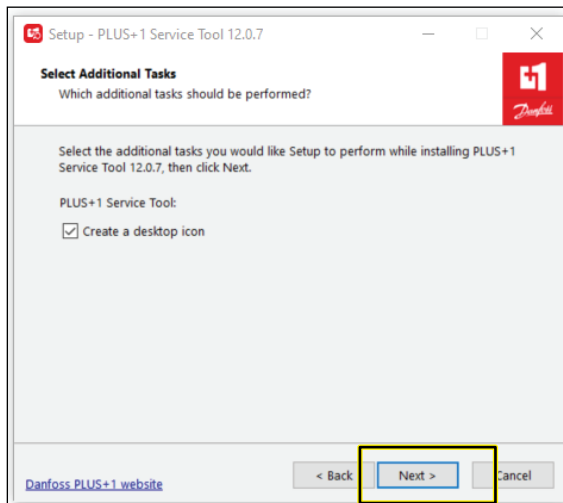 Setup - PLUS+1 Service Tool 12.0.7
Select Additional Tasks
Which additional tasks should be performed?
Danfoss
Select the additional tasks you would like Setup to perform while installing PLUS+1
Service Tool 12.0.7, then click Next.
PLUS+1 Service Tool:
Create a desktop icon
Danfoss PLUS+1 website
< Back
Next >
Cancel